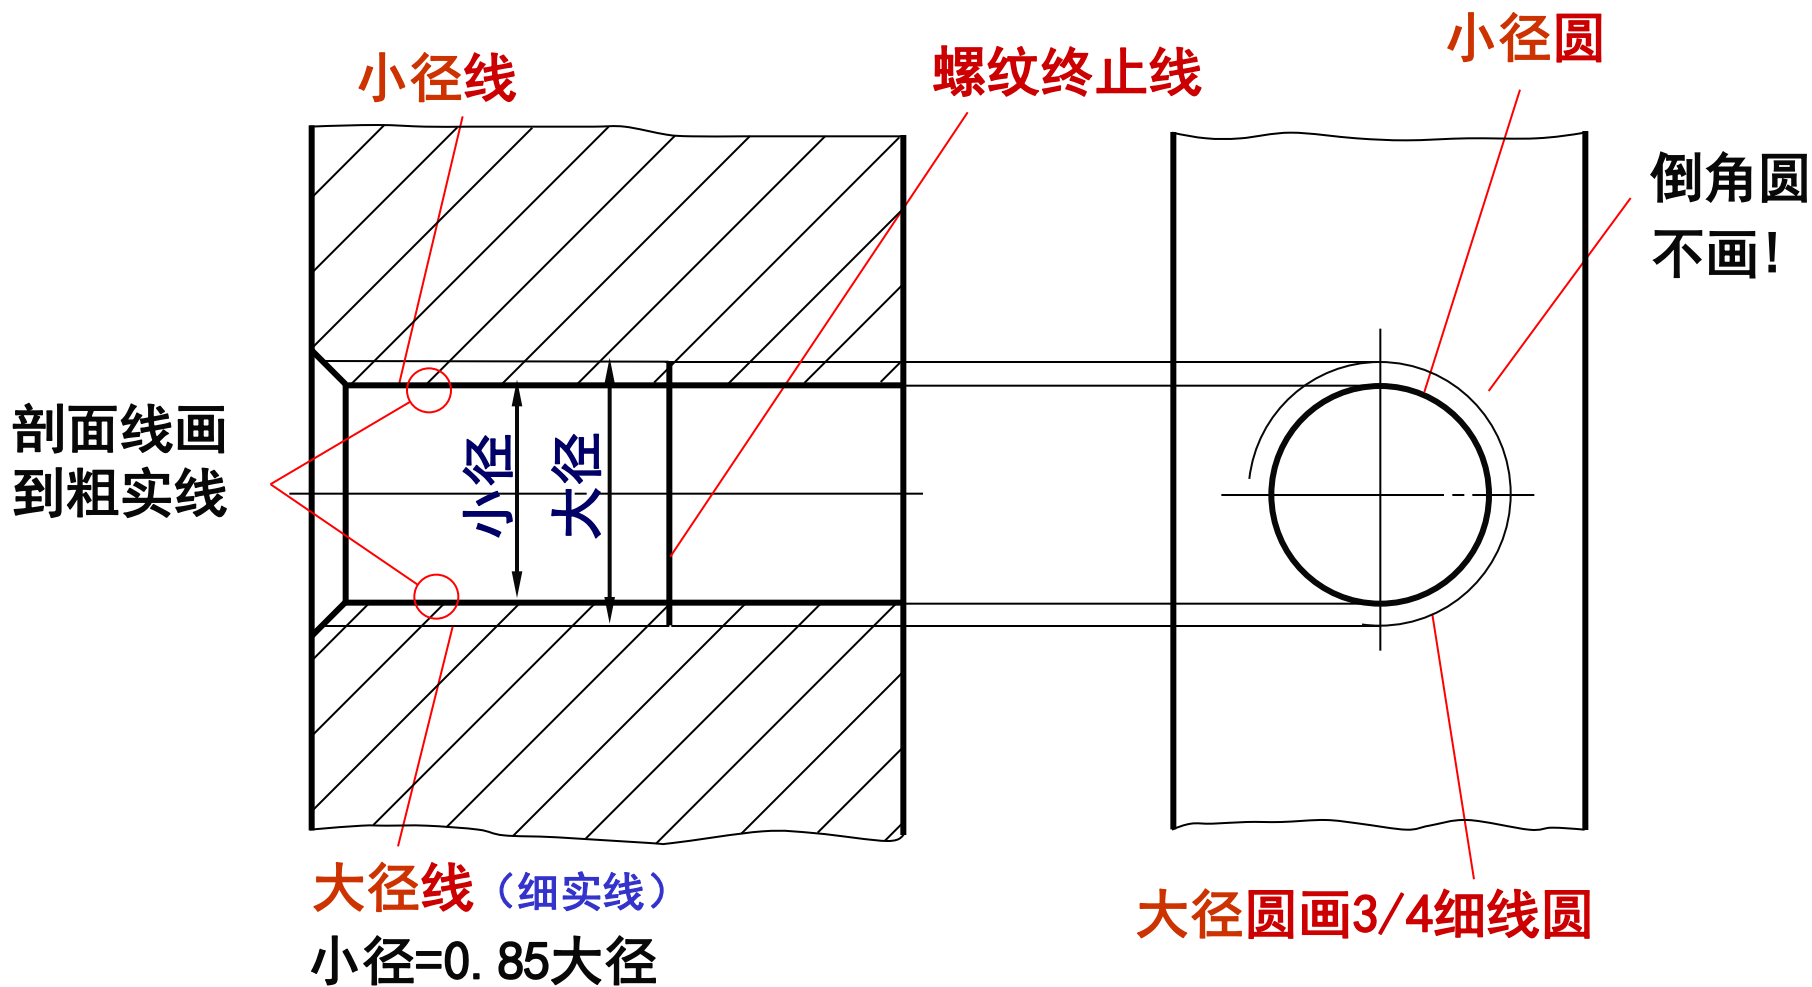 小径线
螺纹终止线
小径圆
倒角圆
不画!
剖面线画
到粗实线
小径
大径
大径线（细实线）
小径=0.85大径
大径圆画3/4细线圆